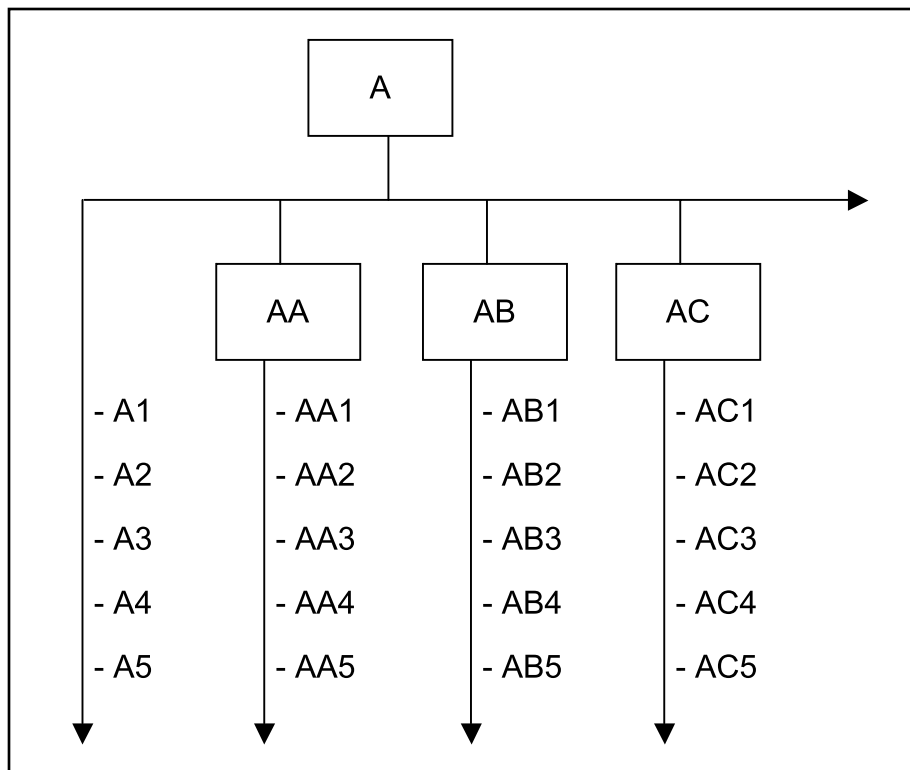 A
AA
AB
AC
- A1
- A2
- A3
- A4
- A5
- AA1
- AA2
- AA3
- AA4
- AA5
- AB1
- AB2
- AB3
- AB4
- AB5
- AC1
- AC2
- AC3
- AC4
- AC5